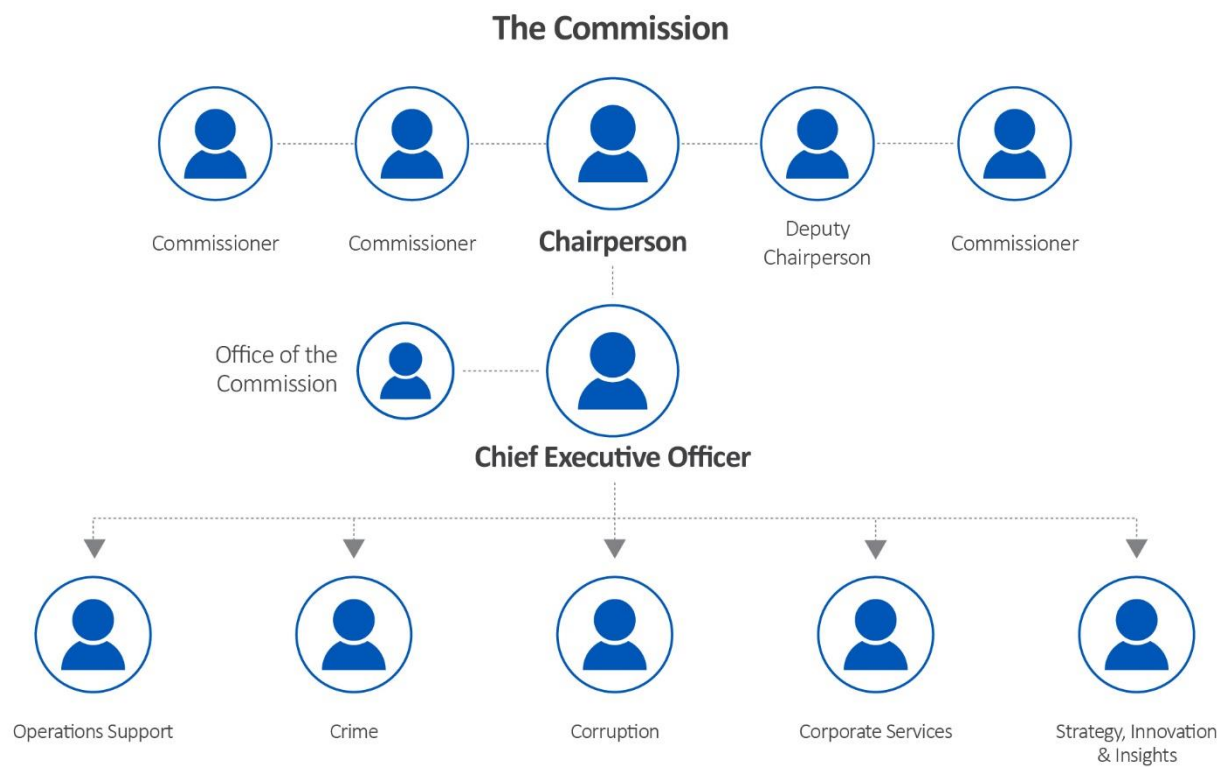 The Commission
Commissioner
Commissioner
Chairperson
Deputy
Chairperson
Commissioner
Office of the
Commission
Chief Executive Officer
Operations Support
Crime
Corruption
Corporate Services
Strategy, Innovation
& Insights